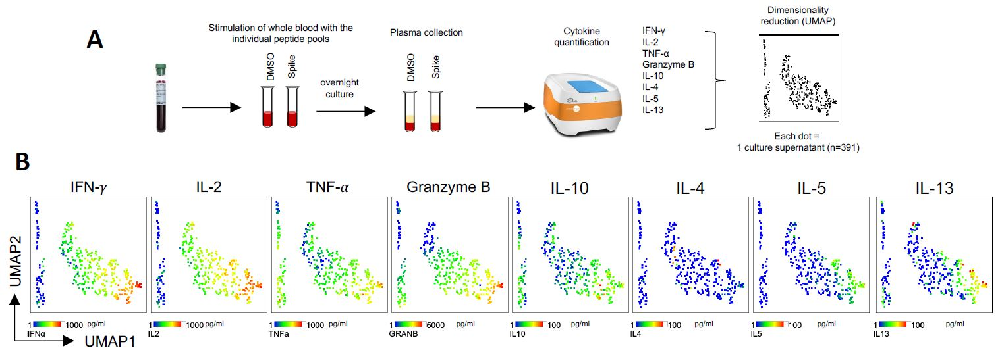 A
Stimulation of whole blood with the
individual peptide pools
DMSO
Spike
overnight
culture
Plasma collection
DMSO
Spike
Cytokine
quantification
Ella
IFN-γ
IL-2
TNF-α
Granzyme B
IL-10
IL-4
IL-5
IL-13
Dimensionality
reduction (UMAP)
Each dot =
1 culture supernatant (n=391)
B
IFN-γ
IL-2
TNF-α
Granzyme B
IL-10
IL-4
IL-5
IL-13
UMAP2
1 1000 pg/ml
IFNg
1 1000 pg/ml
IL2
1 1000 pg/ml
TNFa
1 5000 pg/ml
GRANB
1 100 pg/ml
IL10
1 100 pg/ml
IL4
1 100 pg/ml
IL5
1 100 pg/ml
IL13
UMAP1